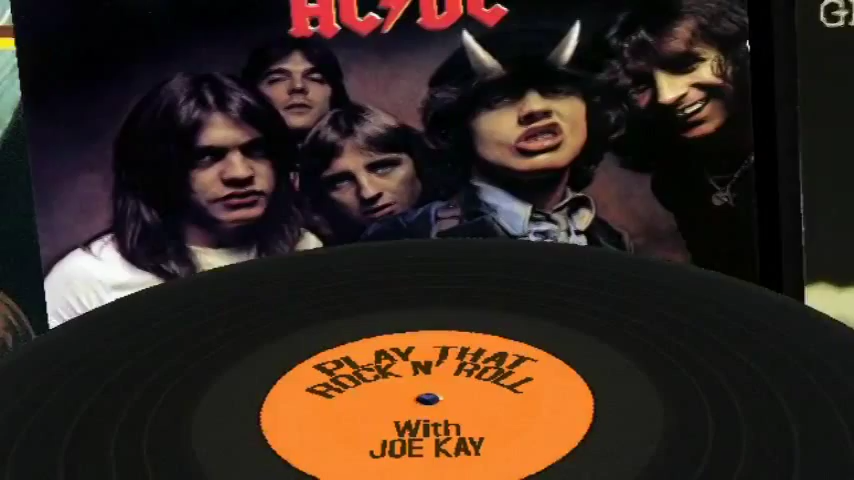 AC/DC
PLAY THAT
ROCK N' ROLL
With
JOE KAY